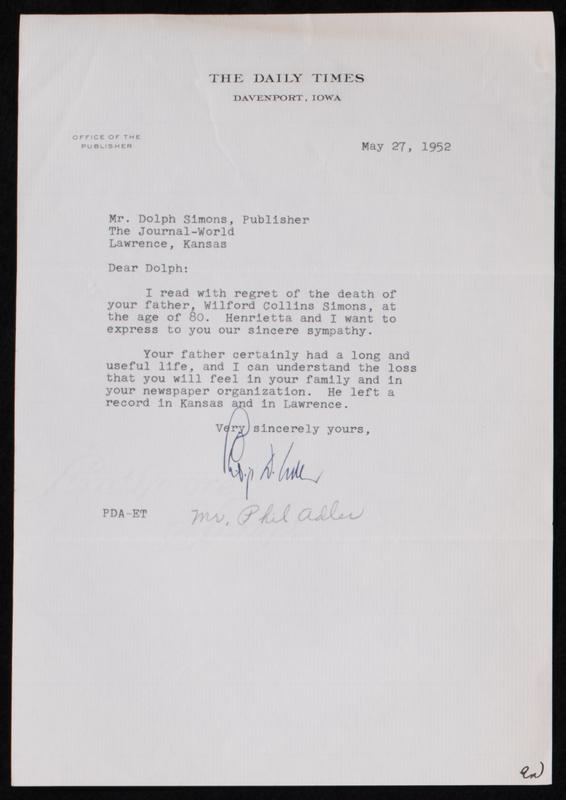 THE DAILY TIMES
DAVENPORT, IOWA
OFFICE OF THE
PUBLISHER
May 27, 1952
Mr. Dolph Simons, Publisher
The Journal-World
Lawrence, Kansas
Dear Dolph:
I read with regret of the death of
your father, Wilford Collins Simons, at
the age of 80. Henrietta and I want to
express to you our sincere sympathy.
Your father certainly had a long and
useful life, and I can understand the loss
that you will feel in your family and in
your newspaper organization. He left a
record in Kansas and in Lawrence.
Very sincerely yours,
Philip D. Adler
PDA-ET
Mr. Phil Adler